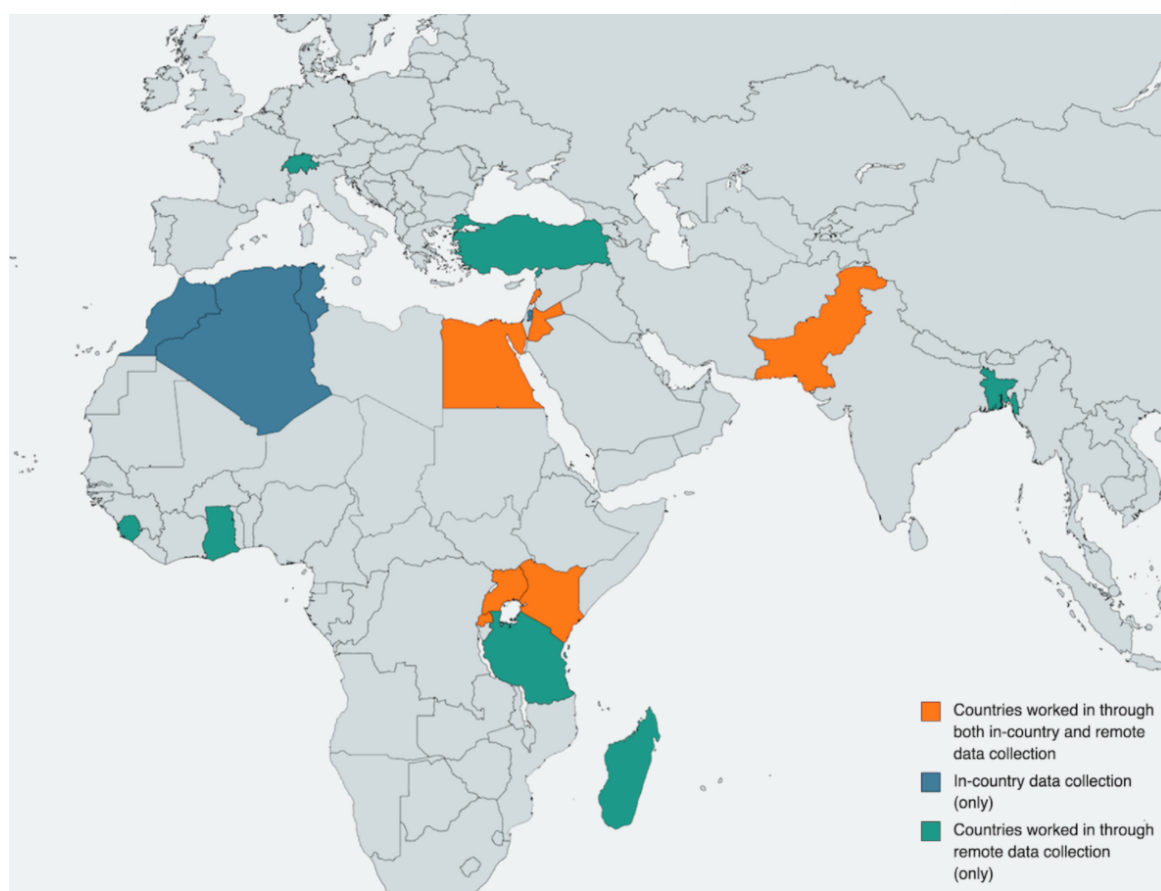 Countries worked in through
both in-country and remote
data collection
In-country data collection
(only)
Countries worked in through
remote data collection
(only)